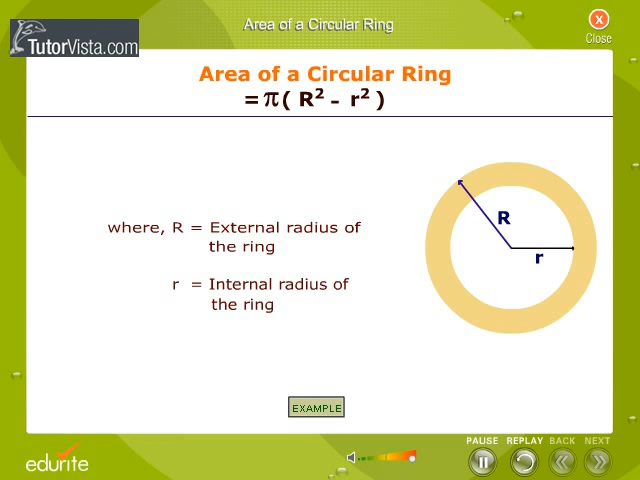 Area of a Circular Ring
X
Close
TutorVista.com
Area of a Circular Ring
= π ( R² - r² )
where, R = External radius of
the ring
r = Internal radius of
the ring
R
r
EXAMPLE
PAUSE REPLAY BACK NEXT
edurite